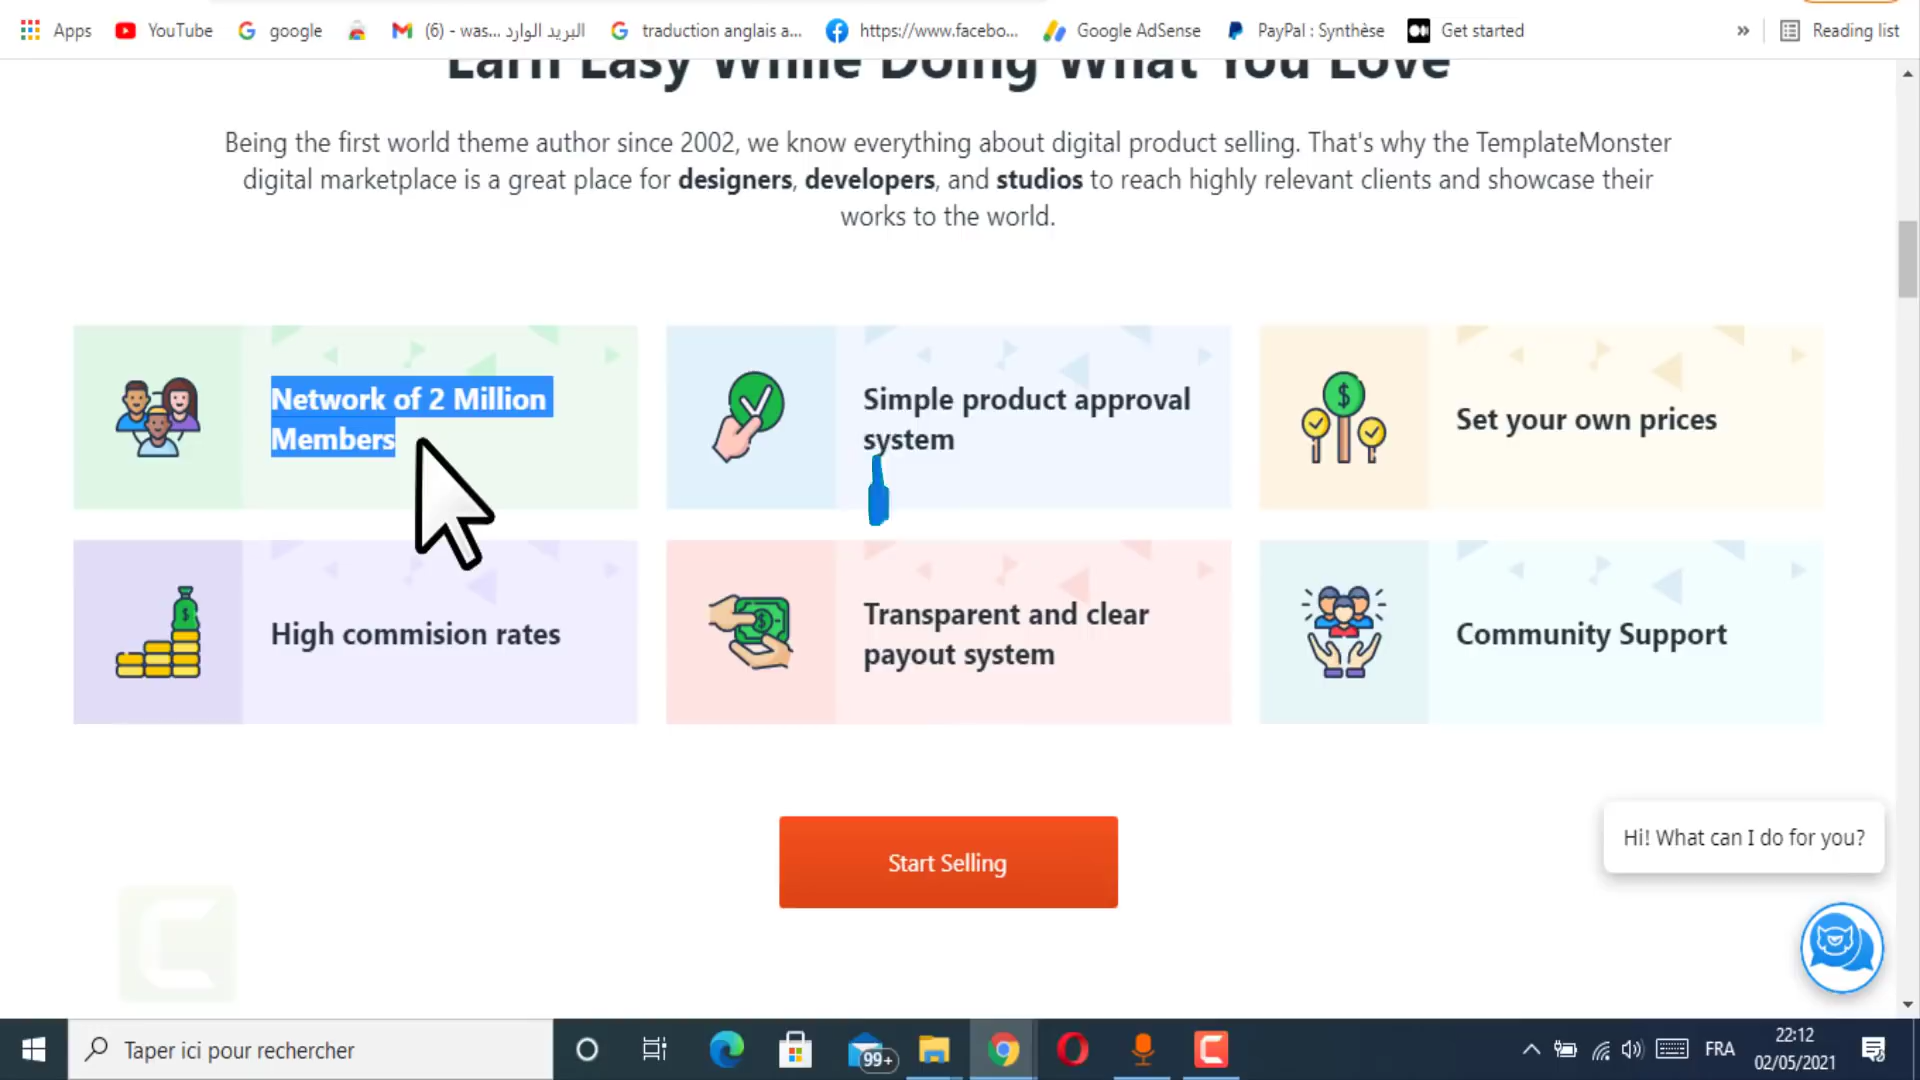 Apps
YouTube
google
(6) - was... البريد الوارد
traduction anglais a...
https://www.facebo...
Google AdSense
PayPal : Synthèse
Get started
»
Reading list
Earn Easy While Doing What You Love
Being the first world theme author since 2002, we know everything about digital product selling. That's why the TemplateMonster
digital marketplace is a great place for designers, developers, and studios to reach highly relevant clients and showcase their
works to the world.
Network of 2 Million
Members
Simple product approval
system
Set your own prices
High commision rates
Transparent and clear
payout system
Community Support
Start Selling
Hi! What can I do for you?
Taper ici pour rechercher
99+
FRA
22:12
02/05/2021